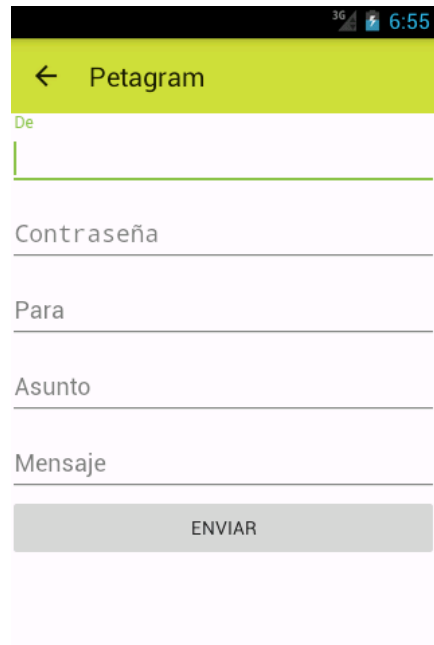 3G 6:55
Petagram
De
Contraseña
Para
Asunto
Mensaje
ENVIAR